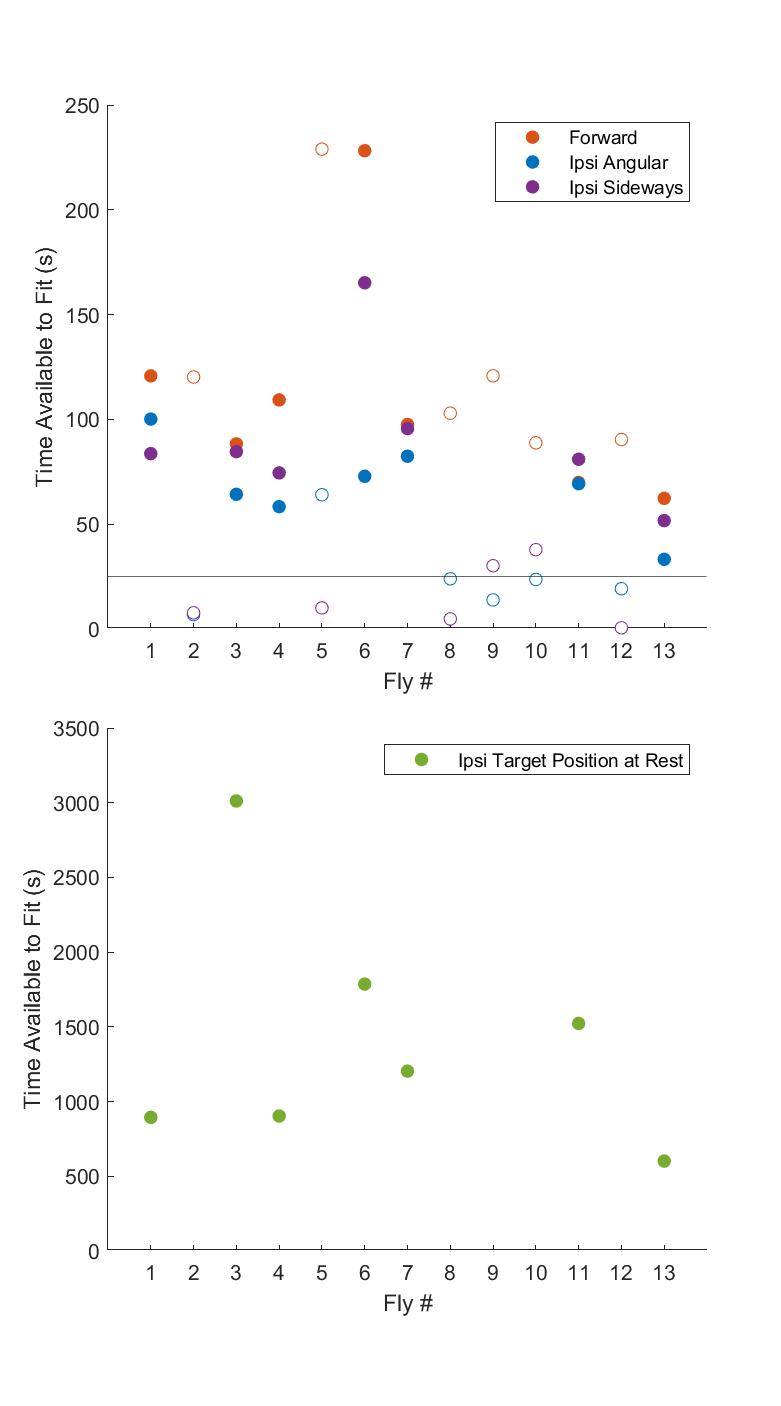 250
200
150
100
50
0
Time Available to Fit (s)
Forward
Ipsi Angular
Ipsi Sideways
1 2 3 4 5 6 7 8 9 10 11 12 13
Fly #
3500
3000
2500
2000
1500
1000
500
0
Time Available to Fit (s)
Ipsi Target Position at Rest
1 2 3 4 5 6 7 8 9 10 11 12 13
Fly #